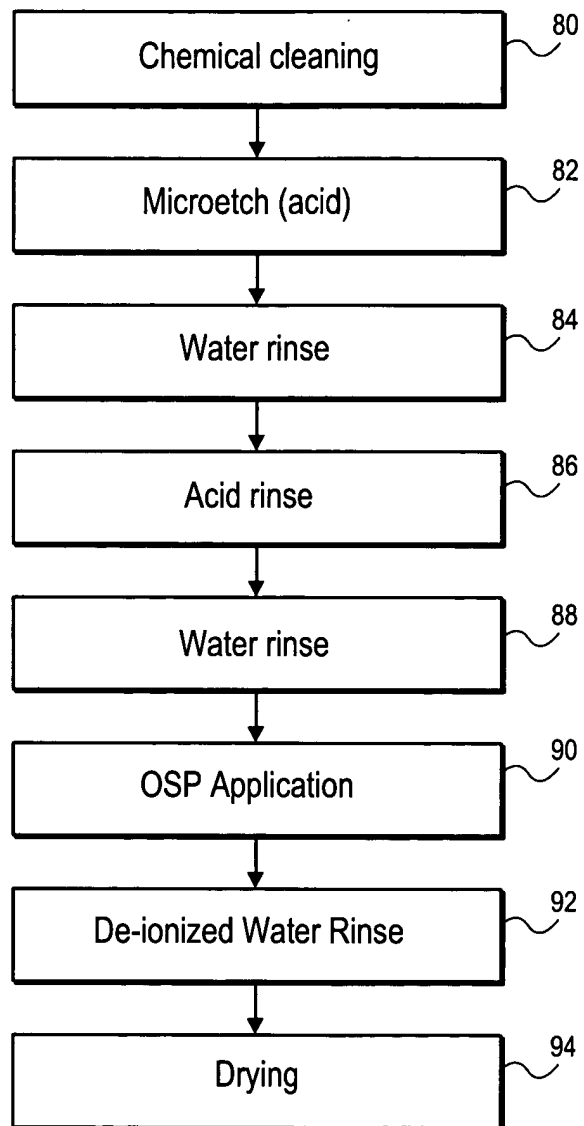 80
Chemical cleaning
82
Microetch (acid)
84
Water rinse
86
Acid rinse
88
Water rinse
90
OSP Application
92
De-ionized Water Rinse
94
Drying